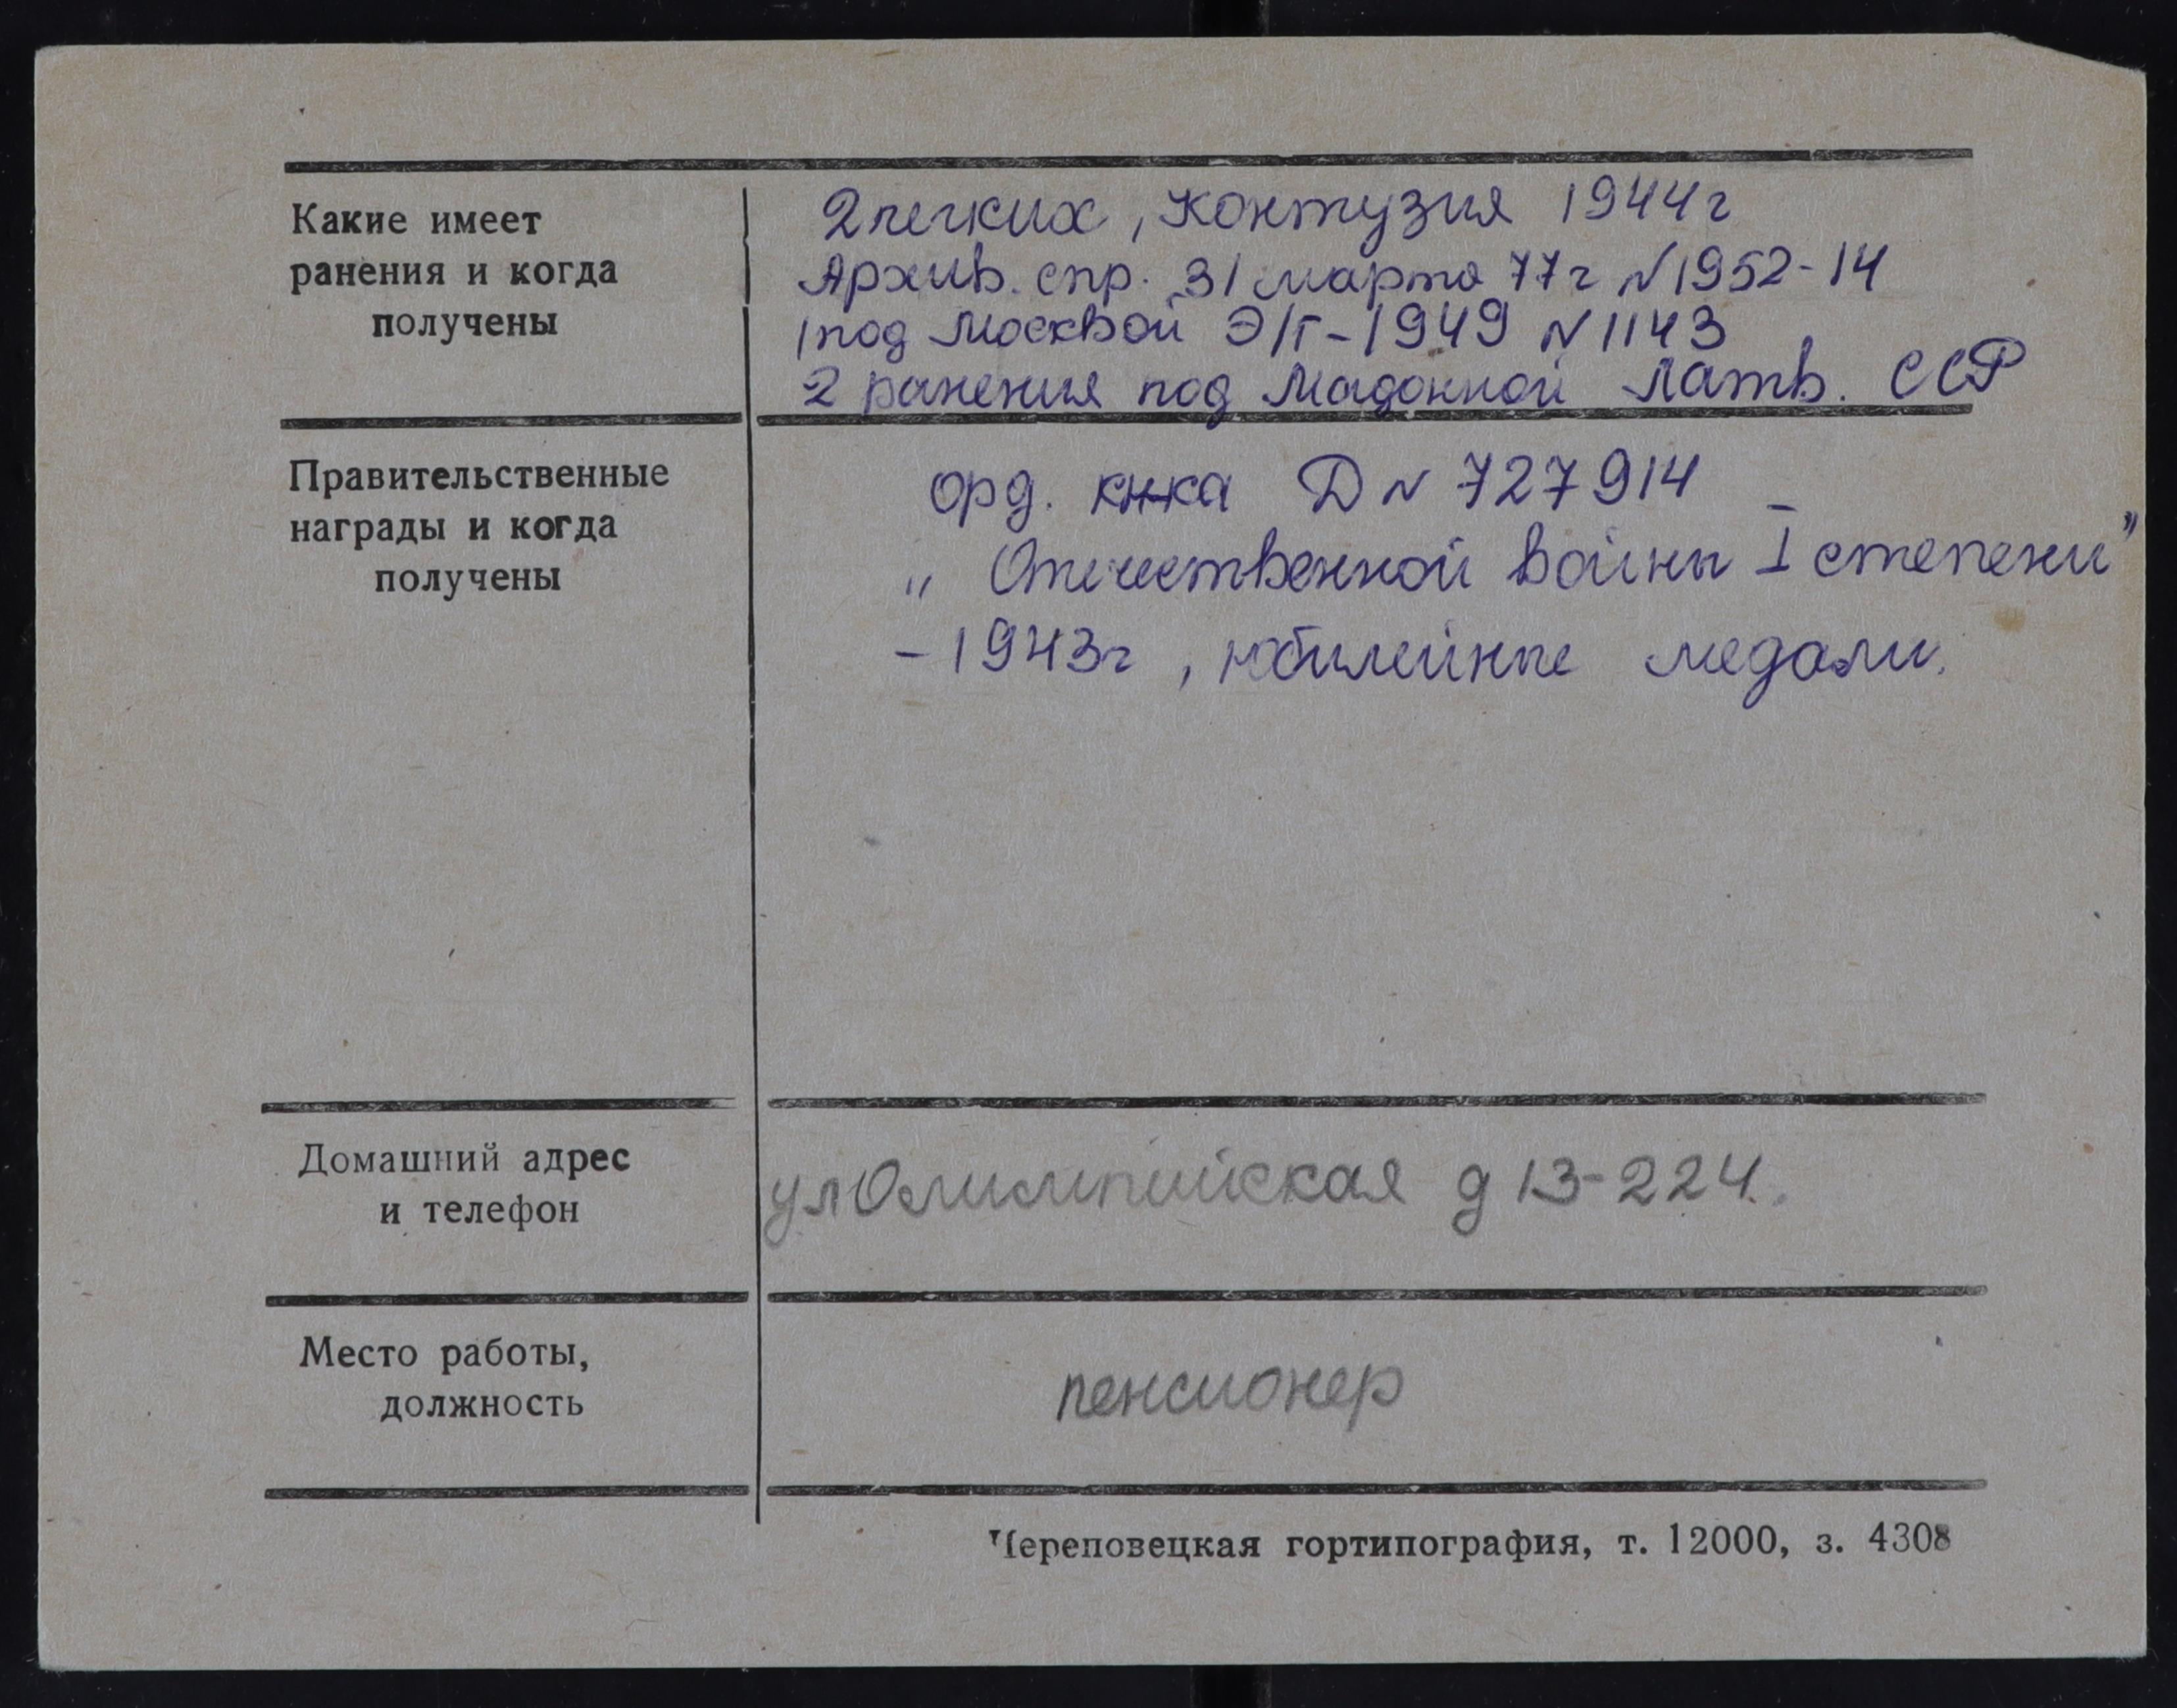 Какие имеет
ранения и когда
получены
2 легких, контузия 1944г
Архив. спр. 31 марта 77г N1952-14
1 под Москвой Э/Г-1949 N1143
2 ранения под Мадонной Латв. ССР
Правительственные
награды и когда
получены
орд. кнжа Д N 727914
" Отечественной войны I степени"
- 1943г, юбилейные медали.
Домашний адрес
и телефон
ул Олимпийская д 13-224.
Место работы,
должность
пенсионер
Череповецкая гортипография, т. 12000, з. 4308